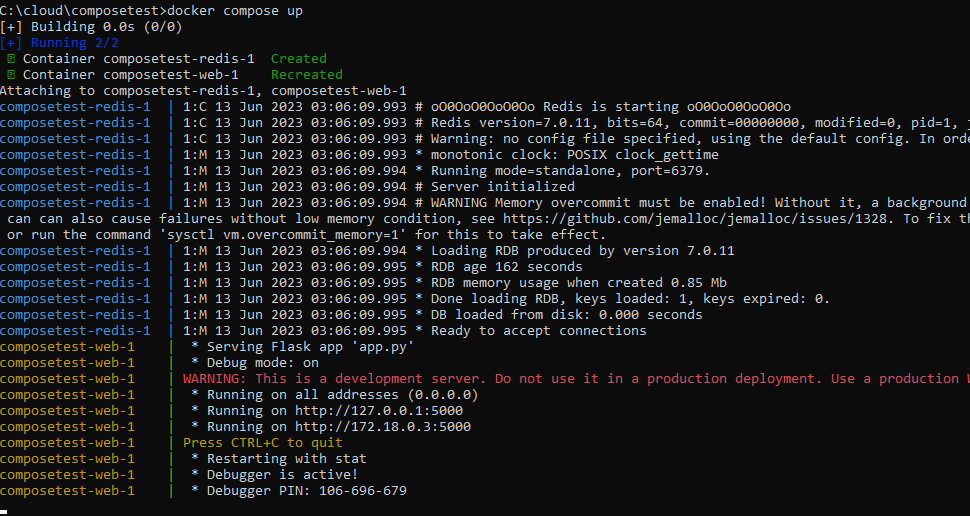 C:\cloud\composetest>docker compose up
[+] Building 0.0s (0/0)
[+] Running 2/2
Container composetest-redis-1  Created
Container composetest-web-1    Recreated
Attaching to composetest-redis-1, composetest-web-1
composetest-redis-1  | 1:C 13 Jun 2023 03:06:09.993 # oO0OoO0OoO0Oo Redis is starting oO0OoO0OoO0Oo
composetest-redis-1  | 1:C 13 Jun 2023 03:06:09.993 # Redis version=7.0.11, bits=64, commit=00000000, modified=0, pid=1, j
composetest-redis-1  | 1:C 13 Jun 2023 03:06:09.993 # Warning: no config file specified, using the default config. In orde
composetest-redis-1  | 1:M 13 Jun 2023 03:06:09.994 * monotonic clock: POSIX clock_gettime
composetest-redis-1  | 1:M 13 Jun 2023 03:06:09.994 * Running mode=standalone, port=6379.
composetest-redis-1  | 1:M 13 Jun 2023 03:06:09.994 # Server initialized
composetest-redis-1  | 1:M 13 Jun 2023 03:06:09.994 # WARNING Memory overcommit must be enabled! Without it, a background
can can also cause failures without low memory condition, see https://github.com/jemalloc/jemalloc/issues/1328. To fix th
or run the command 'sysctl vm.overcommit_memory=1' for this to take effect.
composetest-redis-1  | 1:M 13 Jun 2023 03:06:09.994 * Loading RDB produced by version 7.0.11
composetest-redis-1  | 1:M 13 Jun 2023 03:06:09.995 * RDB age 162 seconds
composetest-redis-1  | 1:M 13 Jun 2023 03:06:09.995 * RDB memory usage when created 0.85 Mb
composetest-redis-1  | 1:M 13 Jun 2023 03:06:09.995 * Done loading RDB, keys loaded: 1, keys expired: 0.
composetest-redis-1  | 1:M 13 Jun 2023 03:06:09.995 * DB loaded from disk: 0.000 seconds
composetest-redis-1  | 1:M 13 Jun 2023 03:06:09.995 * Ready to accept connections
composetest-web-1    |  * Serving Flask app 'app.py'
composetest-web-1    |  * Debug mode: on
composetest-web-1    | WARNING: This is a development server. Do not use it in a production deployment. Use a production W
composetest-web-1    |  * Running on all addresses (0.0.0.0)
composetest-web-1    |  * Running on http://127.0.0.1:5000
composetest-web-1    |  * Running on http://172.18.0.3:5000
composetest-web-1    | Press CTRL+C to quit
composetest-web-1    |  * Restarting with stat
composetest-web-1    |  * Debugger is active!
composetest-web-1    |  * Debugger PIN: 106-696-679